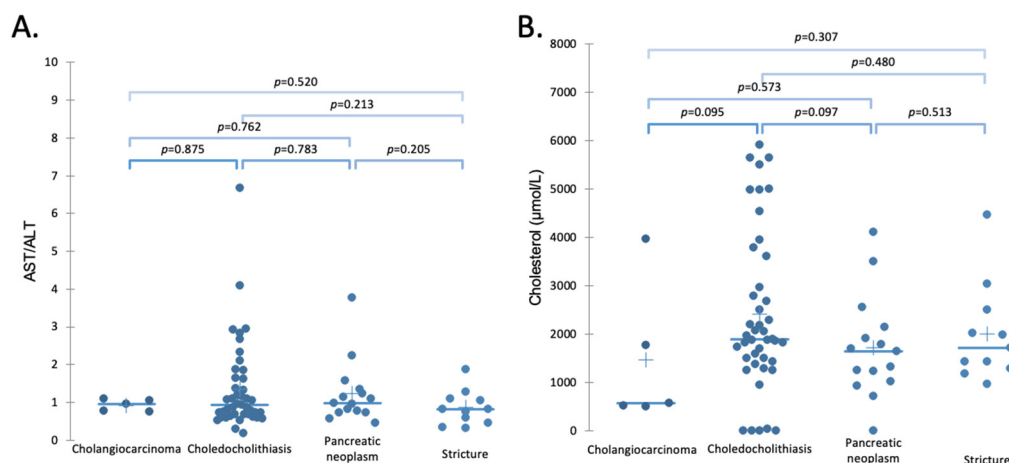 A.
10
9
8
7
6
5
4
3
2
1
0
AST/ALT
p=0.520
p=0.213
p=0.762
p=0.875
p=0.783
p=0.205
Cholangiocarcinoma
Choledocholithiasis
Pancreatic
neoplasm
Stricture
B.
8000
7000
6000
5000
4000
3000
2000
1000
0
Cholesterol (µmol/L)
p=0.307
p=0.480
p=0.573
p=0.095
p=0.097
p=0.513
Cholangiocarcinoma
Choledocholithiasis
Pancreatic
neoplasm
Stricture